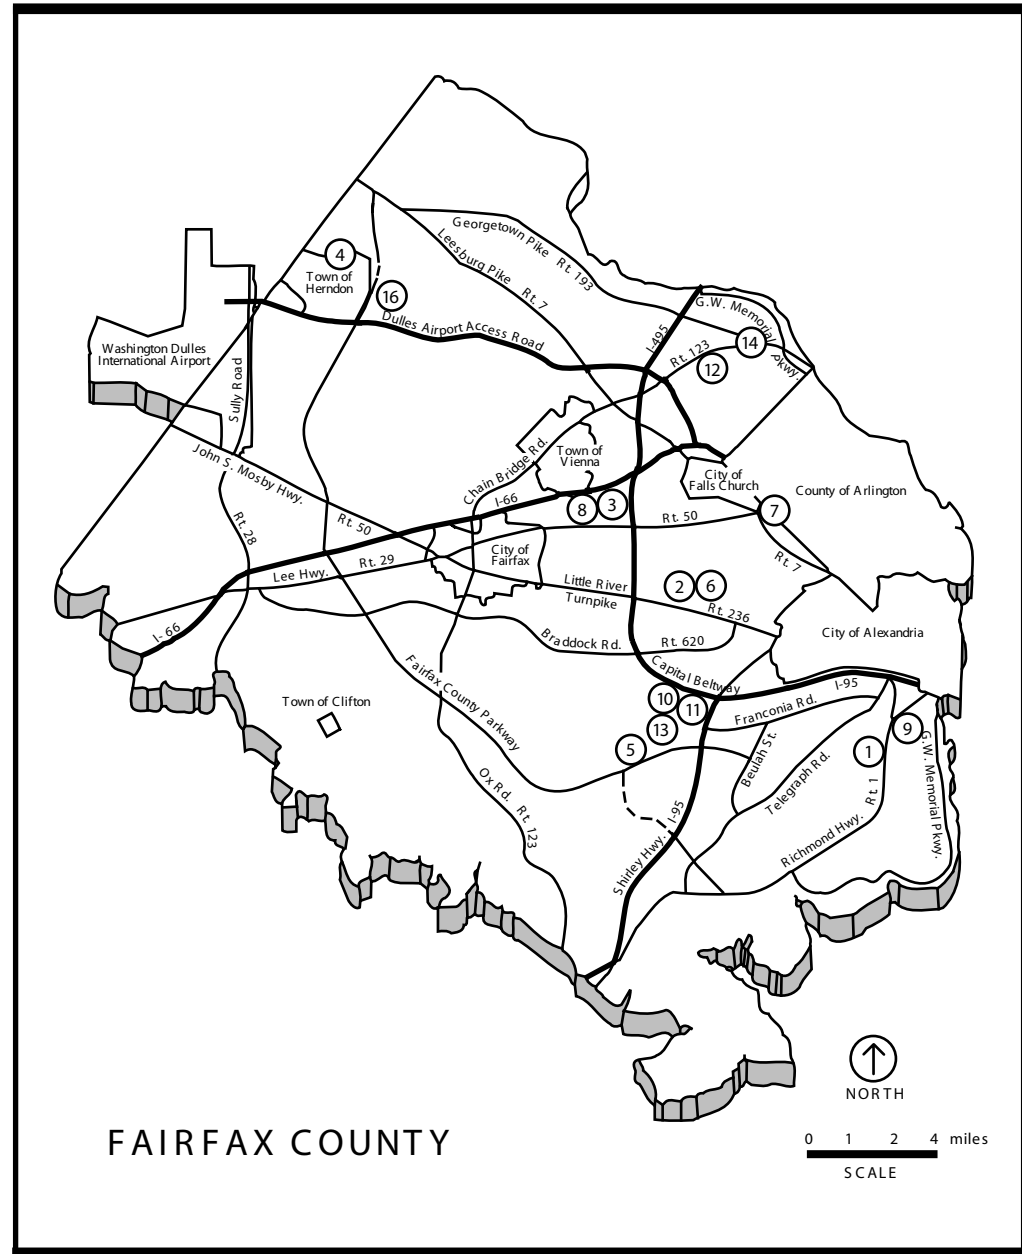 Georgetown Pike Rt. 193
Leesburg Pike Rt. 7
4
Town of
Herndon
16
G.W. Memorial Pkwy.
Dulles Airport Access Road
I-495
14
Rt. 123
12
Washington Dulles
International Airport
Sully Road
Chain Bridge Rd.
Town of
Vienna
John S. Mosby Hwy.
Rt. 50
City of
Falls Church
County of Arlington
I-66
8
3
7
Rt. 50
Rt. 28
Rt. 7
City of
Fairfax
Lee Hwy.
Rt. 29
Little River
Turnpike
2
6
Rt. 236
I-66
Braddock Rd.
Rt. 620
City of Alexandria
Capital Beltway
I-95
Fairfax County Parkway
Town of Clifton
10
11
Franconia Rd.
13
9
5
1
Beulah St.
Telegraph Rd.
G.W. Memorial Pkwy.
Ox Rd. Rt. 123
Rt. 1
Richmond Hwy.
Shirley Hwy. I-95
NORTH
FAIRFAX COUNTY
0 1 2 4 miles
SCALE